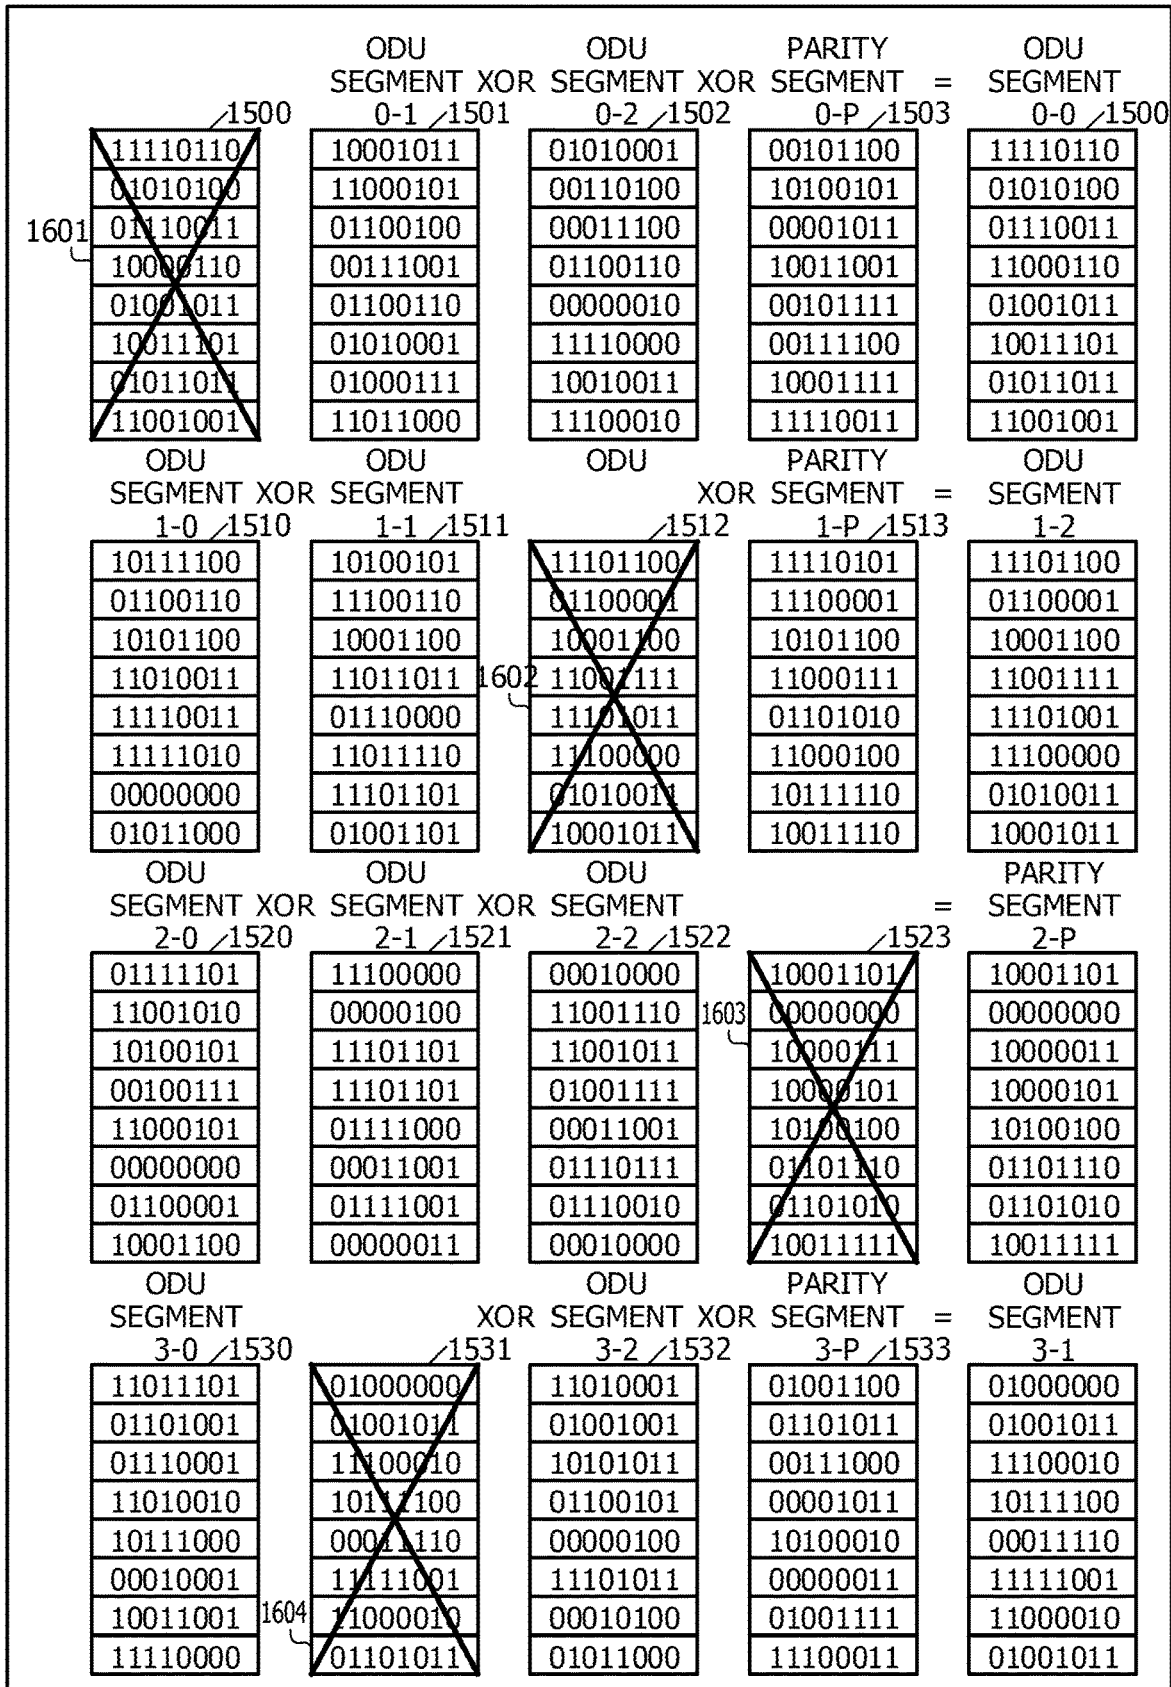 ODU ODU PARITY ODU
SEGMENT XOR SEGMENT XOR SEGMENT = SEGMENT
1500 0-1 1501 0-2 1502 0-P 1503 0-0 1500
11110110 10001011 01010001 00101100 11110110
01010100 11000101 00110100 10100101 01010100
01110011 01100100 00011100 00001011 01110011
1601
10000110 00111001 01100110 10011001 11000110
01001011 01100110 00000010 00101111 01001011
10011101 01010001 11110000 00111100 10011101
01011011 01000111 10010011 10001111 01011011
11001001 11011000 11100010 11110011 11001001
ODU ODU ODU PARITY ODU
SEGMENT XOR SEGMENT XOR SEGMENT = SEGMENT
1-0 1510 1-1 1511 1512 1-P 1513 1-2
10111100 10100101 11101100 11110101 11101100
01100110 11100110 01100001 11100001 01100001
10101100 10001100 10001100 10101100 10001100
11010011 11011011 1602 11001111 11000111 11001111
11110011 01110000 11101011 01101010 11101001
11111010 11011110 11100000 11000100 11100000
00000000 11101101 01010011 10111110 01010011
01011000 01001101 10001011 10011110 10001011
ODU ODU ODU PARITY
SEGMENT XOR SEGMENT XOR SEGMENT = SEGMENT
2-0 1520 2-1 1521 2-2 1522 1523 2-P
01111101 11100000 00010000 10001101 10001101
11001010 00000100 11001110 1603 00000000 00000000
10100101 11101101 11001011 10000111 10000011
00100111 11101101 01001111 10000101 10000101
11000101 01111000 00011001 10100100 10100100
00000000 00011001 01110111 01101110 01101110
01100001 01111001 01110010 01101010 01101010
10001100 00000011 00010000 10011111 10011111
ODU ODU PARITY ODU
SEGMENT XOR SEGMENT XOR SEGMENT = SEGMENT
3-0 1530 1531 3-2 1532 3-P 1533 3-1
11011101 01000000 11010001 01001100 01000000
01101001 01001011 01001001 01101011 01001011
01110001 11100010 10101011 00111000 11100010
11010010 10111100 01100101 00001011 10111100
10111000 00011110 00000100 10100010 00011110
00010001 11111001 11101011 00000011 11111001
10011001 1604 11000010 00010100 01001111 11000010
11110000 01101011 01011000 11100011 01001011